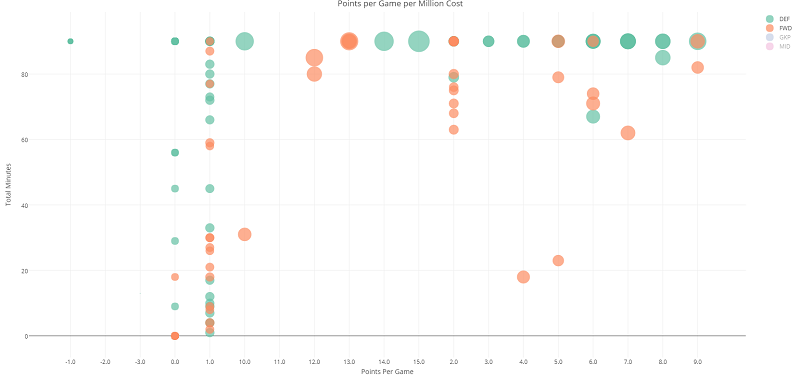 Points per Game per Million Cost
DEF
FWD
GKP
MID
Total Minutes
80
60
40
20
0
-1.0 -2.0 -3.0 0.0 1.0 10.0 12.0 13.0 14.0 15.0 2.0 3.0 4.0 5.0 6.0 7.0 8.0 9.0
Points Per Game